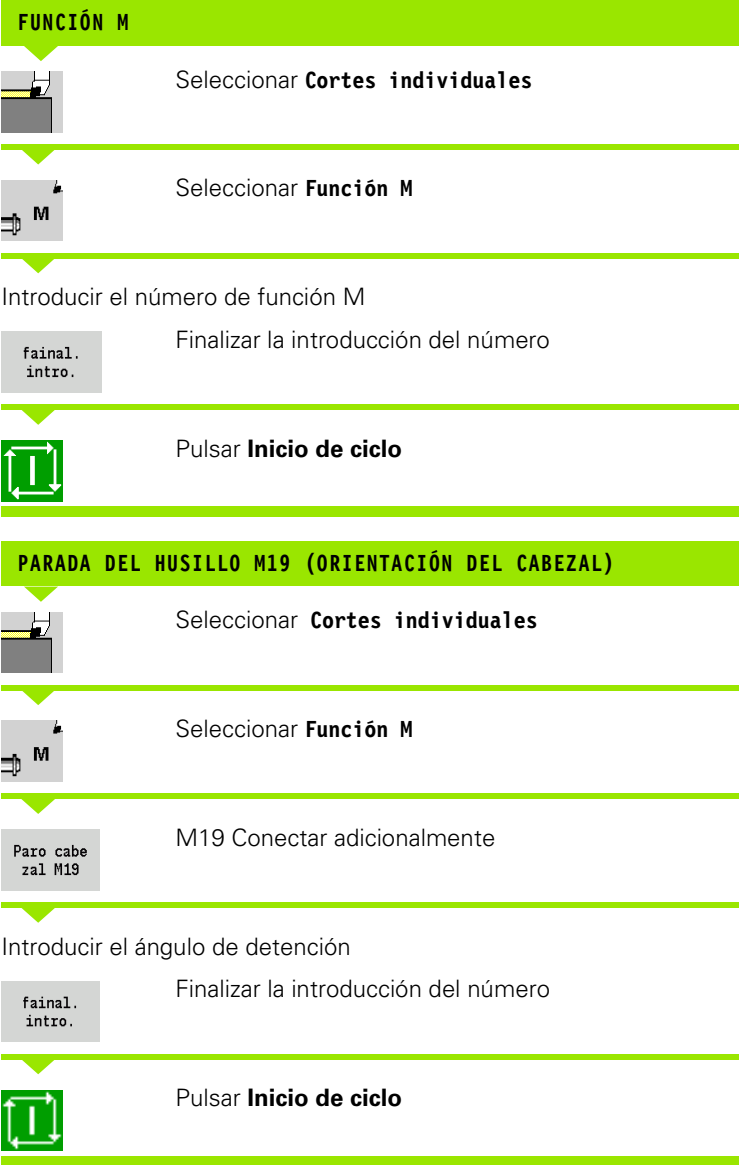 FUNCIÓN M
Seleccionar Cortes individuales
M
Seleccionar Función M
Introducir el número de función M
fainal.
intro.
Finalizar la introducción del número
Pulsar Inicio de ciclo
PARADA DEL HUSILLO M19 (ORIENTACIÓN DEL CABEZAL)
Seleccionar Cortes individuales
M
Seleccionar Función M
Paro cabe
zal M19
M19 Conectar adicionalmente
Introducir el ángulo de detención
fainal.
intro.
Finalizar la introducción del número
Pulsar Inicio de ciclo